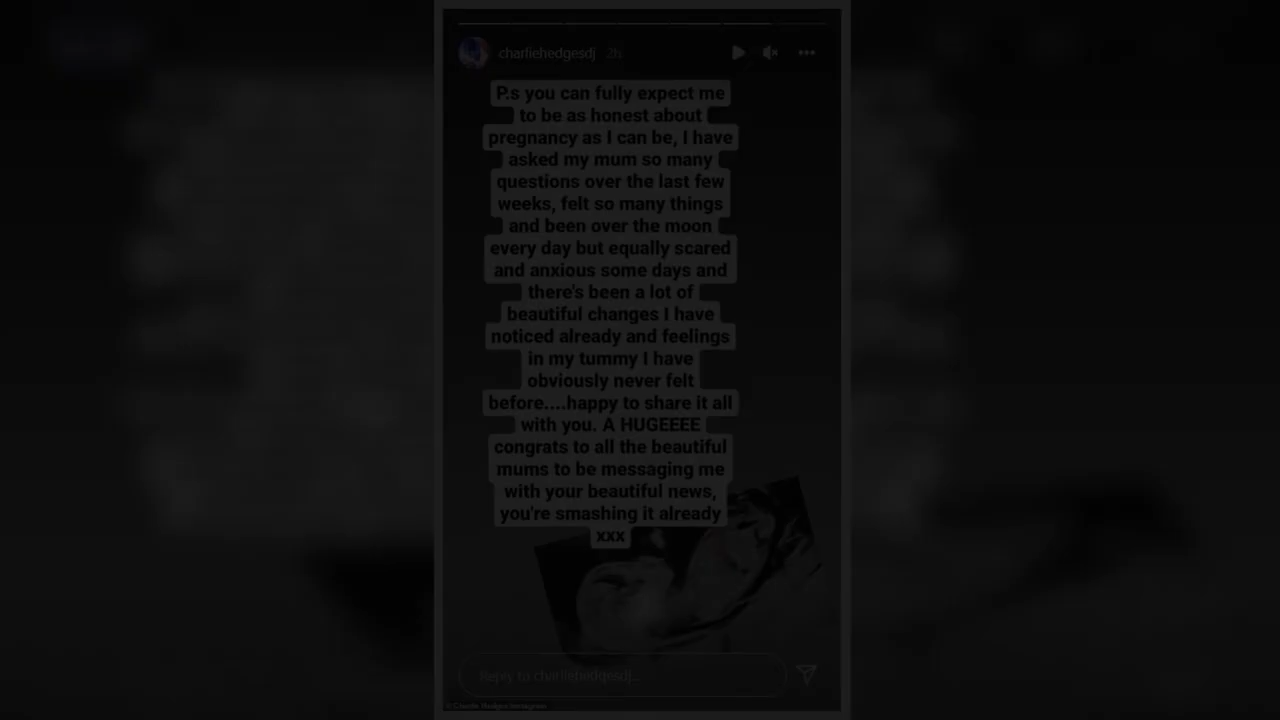 charliehedgesdj 2h
P.s you can fully expect me
to be as honest about
pregnancy as I can be, I have
asked my mum so many
questions over the last few
weeks, felt so many things
and been over the moon
every day but equally scared
and anxious some days and
there's been a lot of
beautiful changes I have
noticed already and feelings
in my tummy I have
obviously never felt
before....happy to share it all
with you. A HUGEEEE
congrats to all the beautiful
mums to be messaging me
with your beautiful news,
you're smashing it already
xxx
Reply to charliehedgesdj...